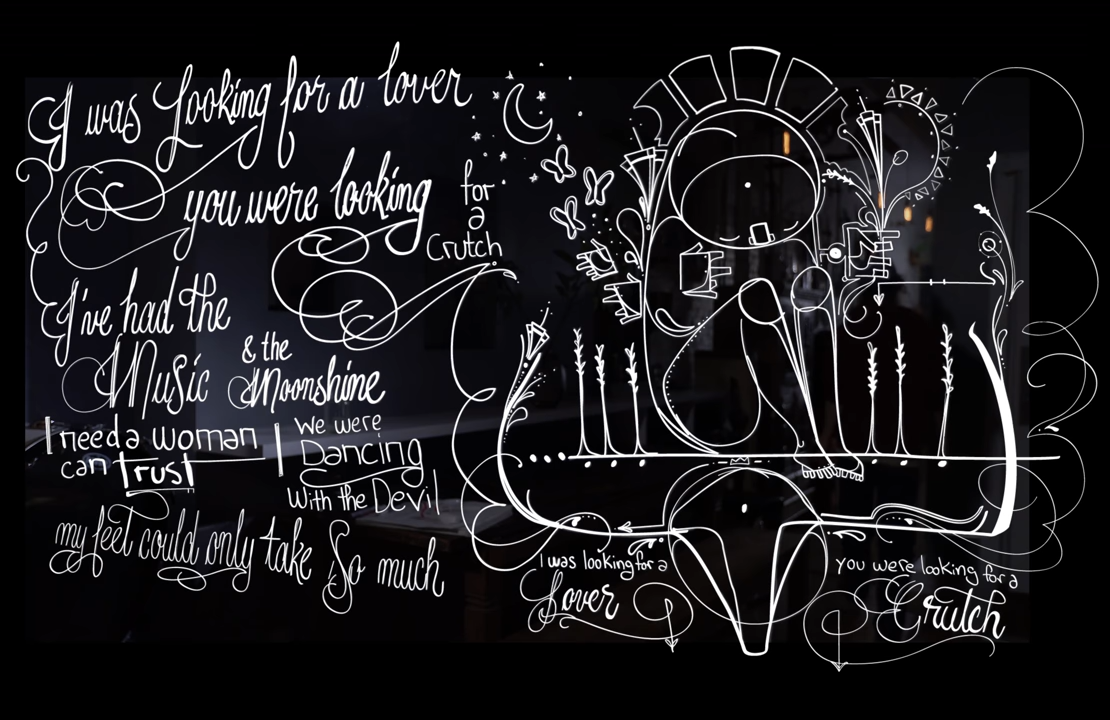 I was Looking for a lover
you were looking
for
a
Crutch
I've had the
Music
& the
Moonshine
I need a woman
can trust
We were
Dancing
With the Devil
my feet could only take So much
I was looking for a
Lover
you were looking for a
Crutch